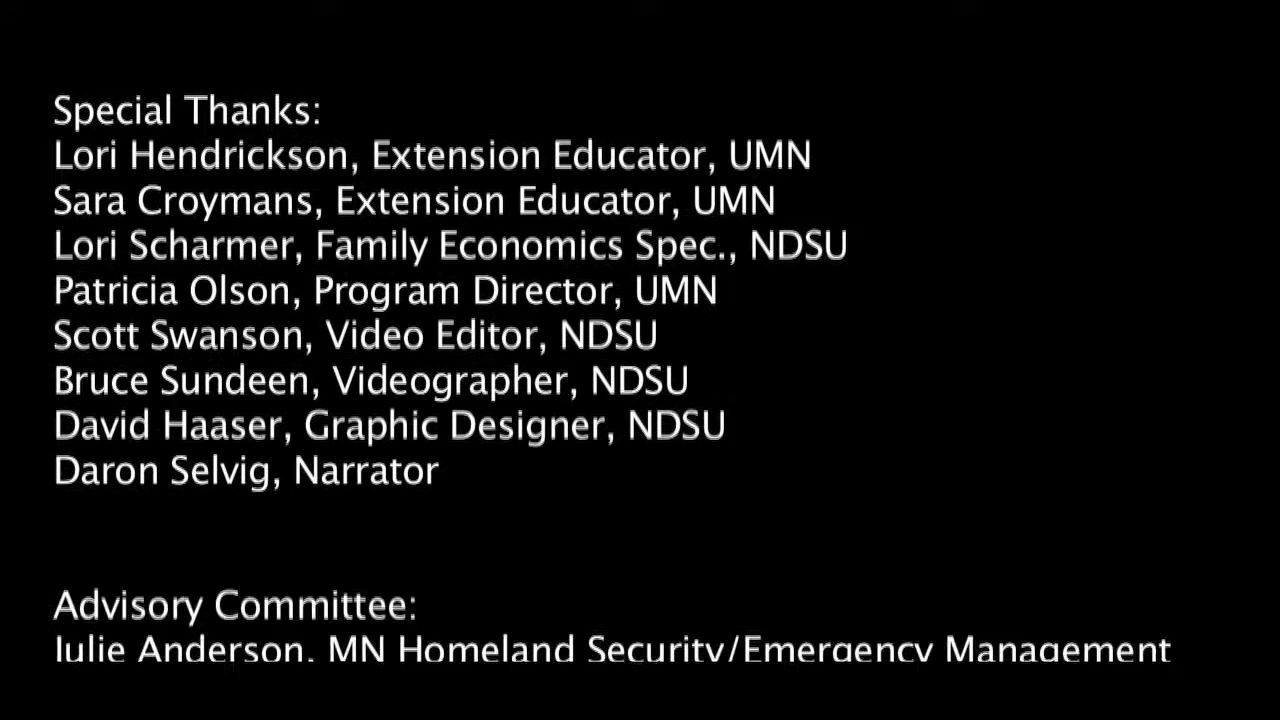 Special Thanks:
Lori Hendrickson, Extension Educator, UMN
Sara Croymans, Extension Educator, UMN
Lori Scharmer, Family Economics Spec., NDSU
Patricia Olson, Program Director, UMN
Scott Swanson, Video Editor, NDSU
Bruce Sundeen, Videographer, NDSU
David Haaser, Graphic Designer, NDSU
Daron Selvig, Narrator
Advisory Committee:
Julie Anderson, MN Homeland Security/Emergency Management